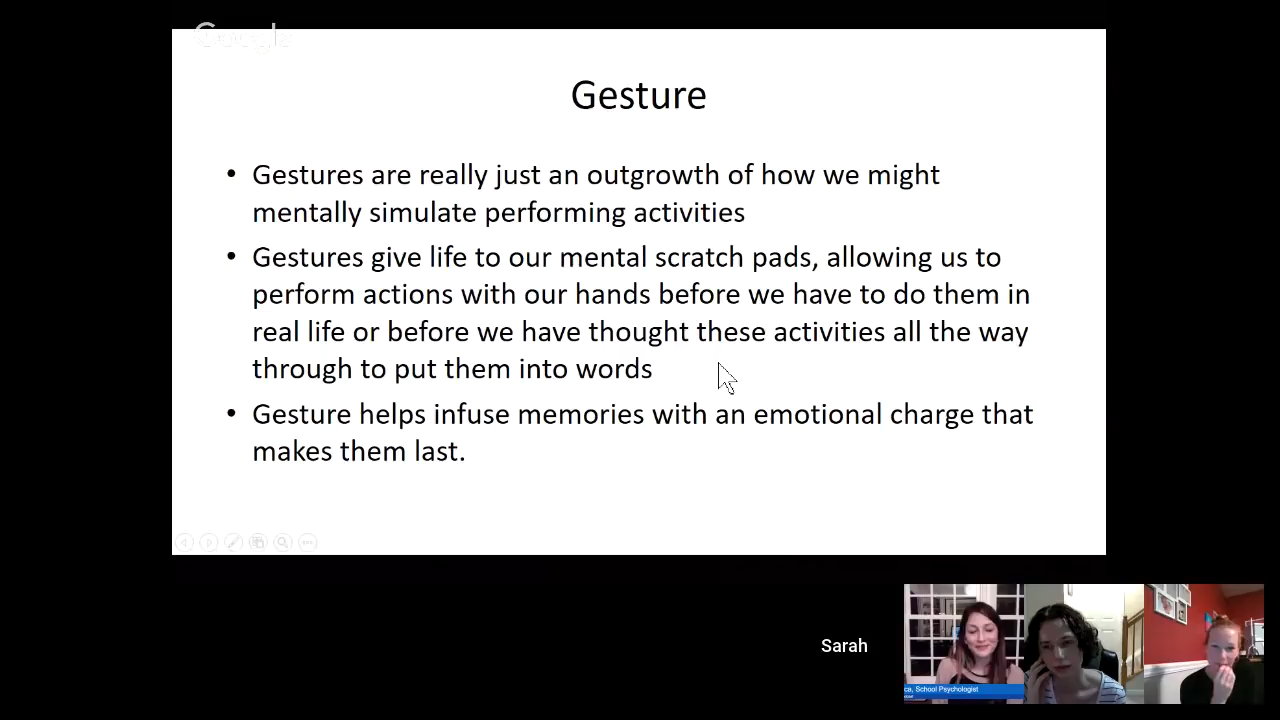 Google
Gesture
• Gestures are really just an outgrowth of how we might
mentally simulate performing activities
• Gestures give life to our mental scratch pads, allowing us to
perform actions with our hands before we have to do them in
real life or before we have thought these activities all the way
through to put them into words
• Gesture helps infuse memories with an emotional charge that
makes them last.
Sarah
ca, School Psychologist